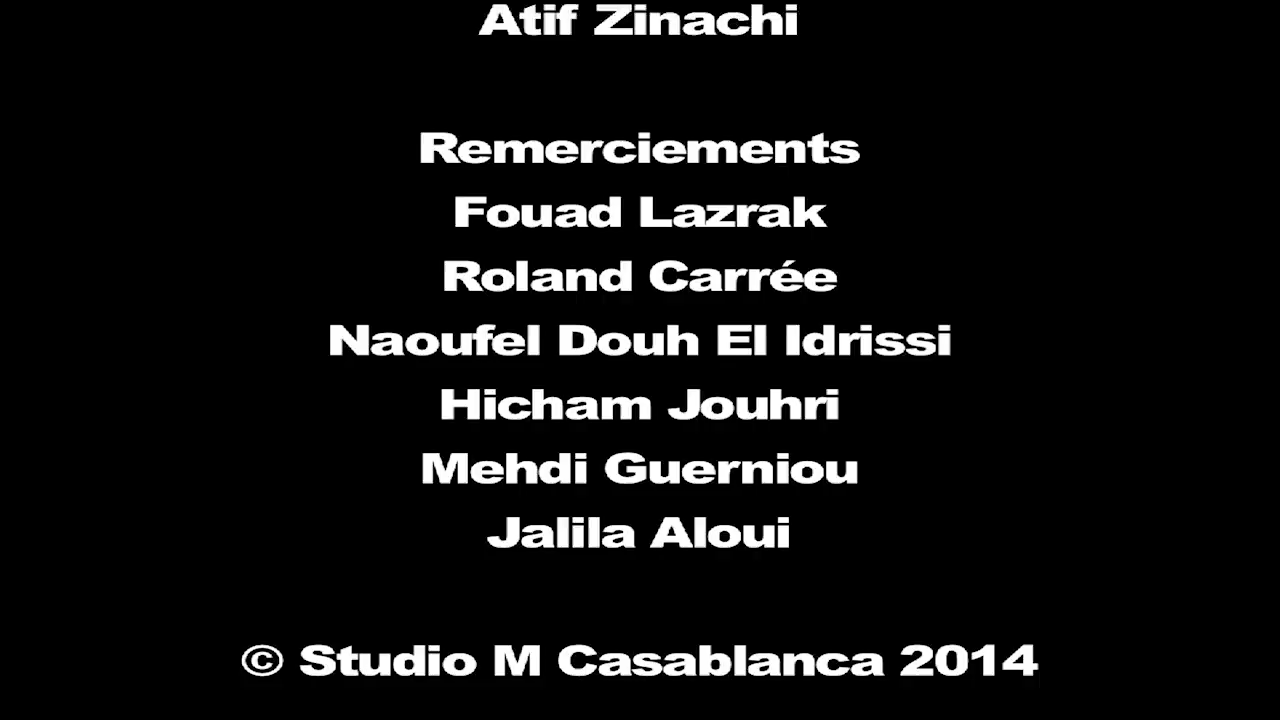 Atif Zinachi
Remerciements
Fouad Lazrak
Roland Carrée
Naoufel Douh El Idrissi
Hicham Jouhri
Mehdi Guerniou
Jalila Aloui
© Studio M Casablanca 2014